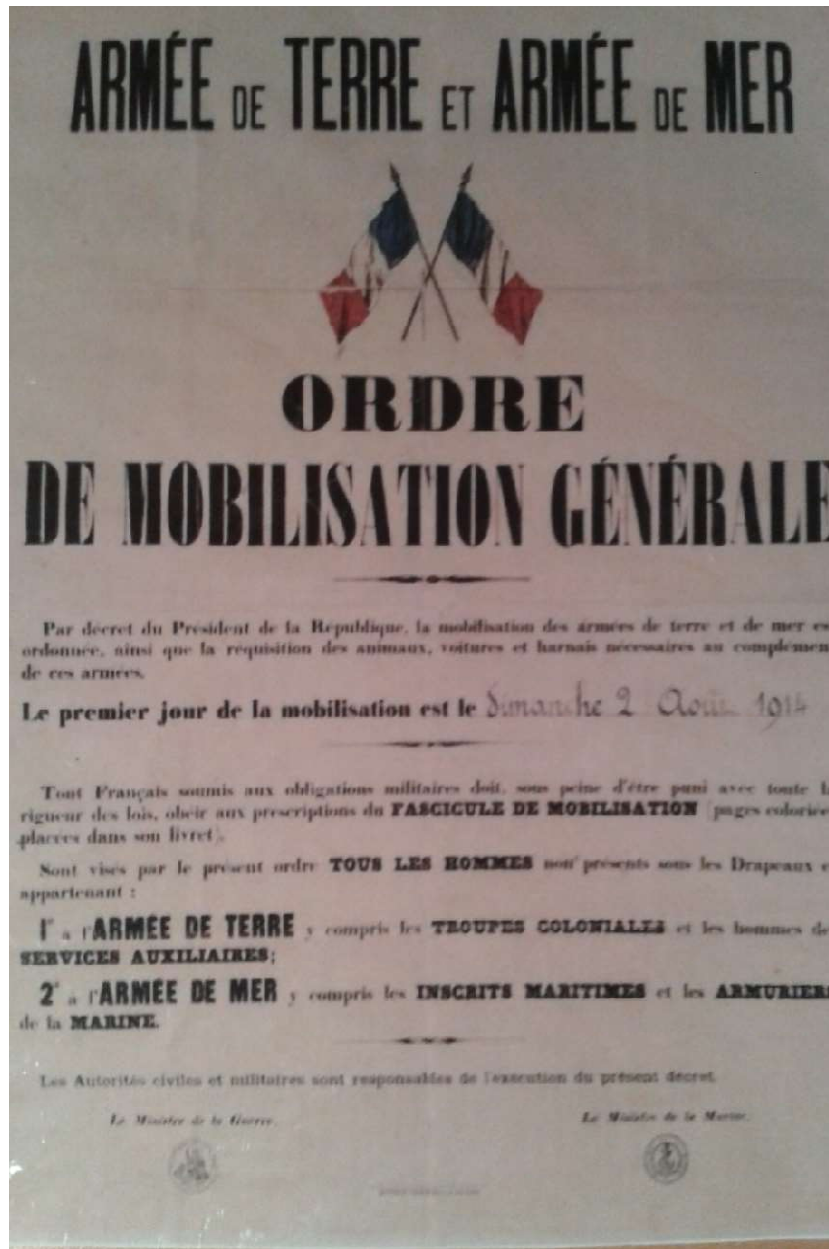 ARMÉE DE TERRE ET ARMÉE DE MER
ORDRE
DE MOBILISATION GÉNÉRALE
Par décret du Président de la République, la mobilisation des armées de terre et de mer es
ordonnée, ainsi que la réquisition des animaux, voitures et harnais nécessaires au complémen
de ces armées.
Le premier jour de la mobilisation est le dimanche 2 Août 1914
Tout Français soumis aux obligations militaires doit, sous peine d'être puni avec toute l
rigueur des lois, obéir aux prescriptions du FASCICULE DE MOBILISATION (pages coloriée
placées dans son livret).
Sont visés par le présent ordre TOUS LES HOMMES non présents sous les Drapeaux e
appartenant :
1° à l'ARMÉE DE TERRE y compris les TROUPES COLONIALES et les hommes de
SERVICES AUXILIAIRES;
2° à l'ARMÉE DE MER y compris les INSCRITS MARITIMES et les ARMURIERS
de la MARINE.
Les Autorités civiles et militaires sont responsables de l'exécution du présent décret.
Le Ministre de la Guerre,
Le Ministre de la Marine,